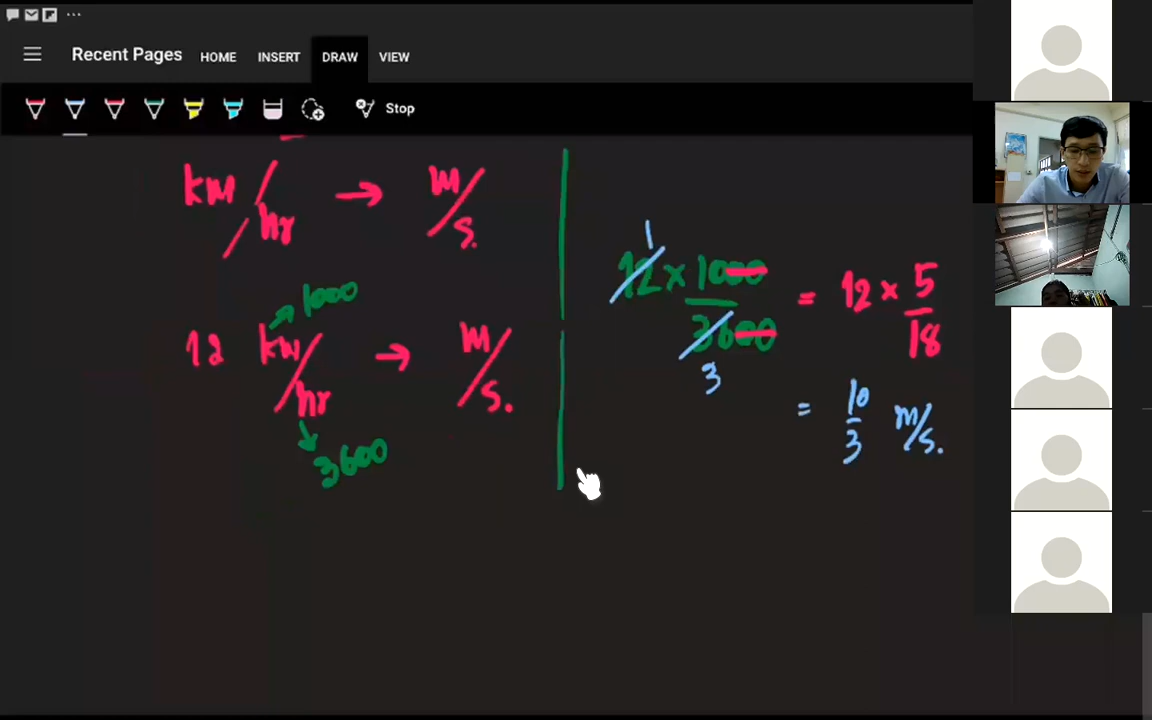 Recent Pages HOME INSERT DRAW VIEW
Stop
km/hr → m/s.
12 km/hr → m/s.
1000
3600
12 × 1000 / 3600 = 12 × 5/18
1
3
= 10/3 m/s.